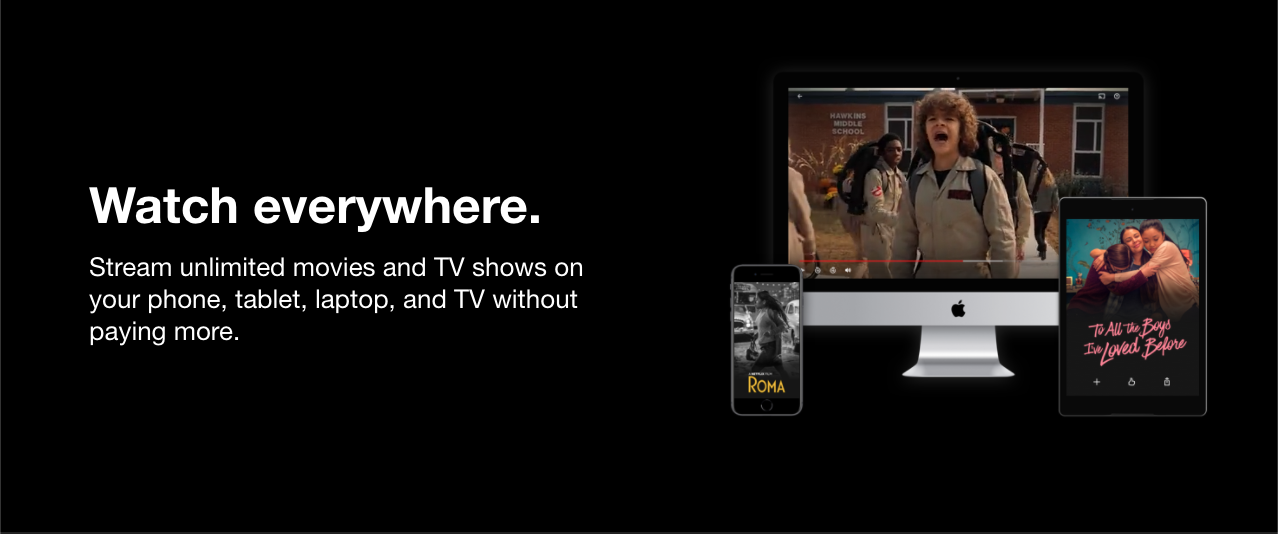 Watch everywhere.
Stream unlimited movies and TV shows on
your phone, tablet, laptop, and TV without
paying more.
HAWKINS
MIDDLE
SCHOOL
A NETFLIX FILM
ROMA
To All the Boys
I've Loved Before